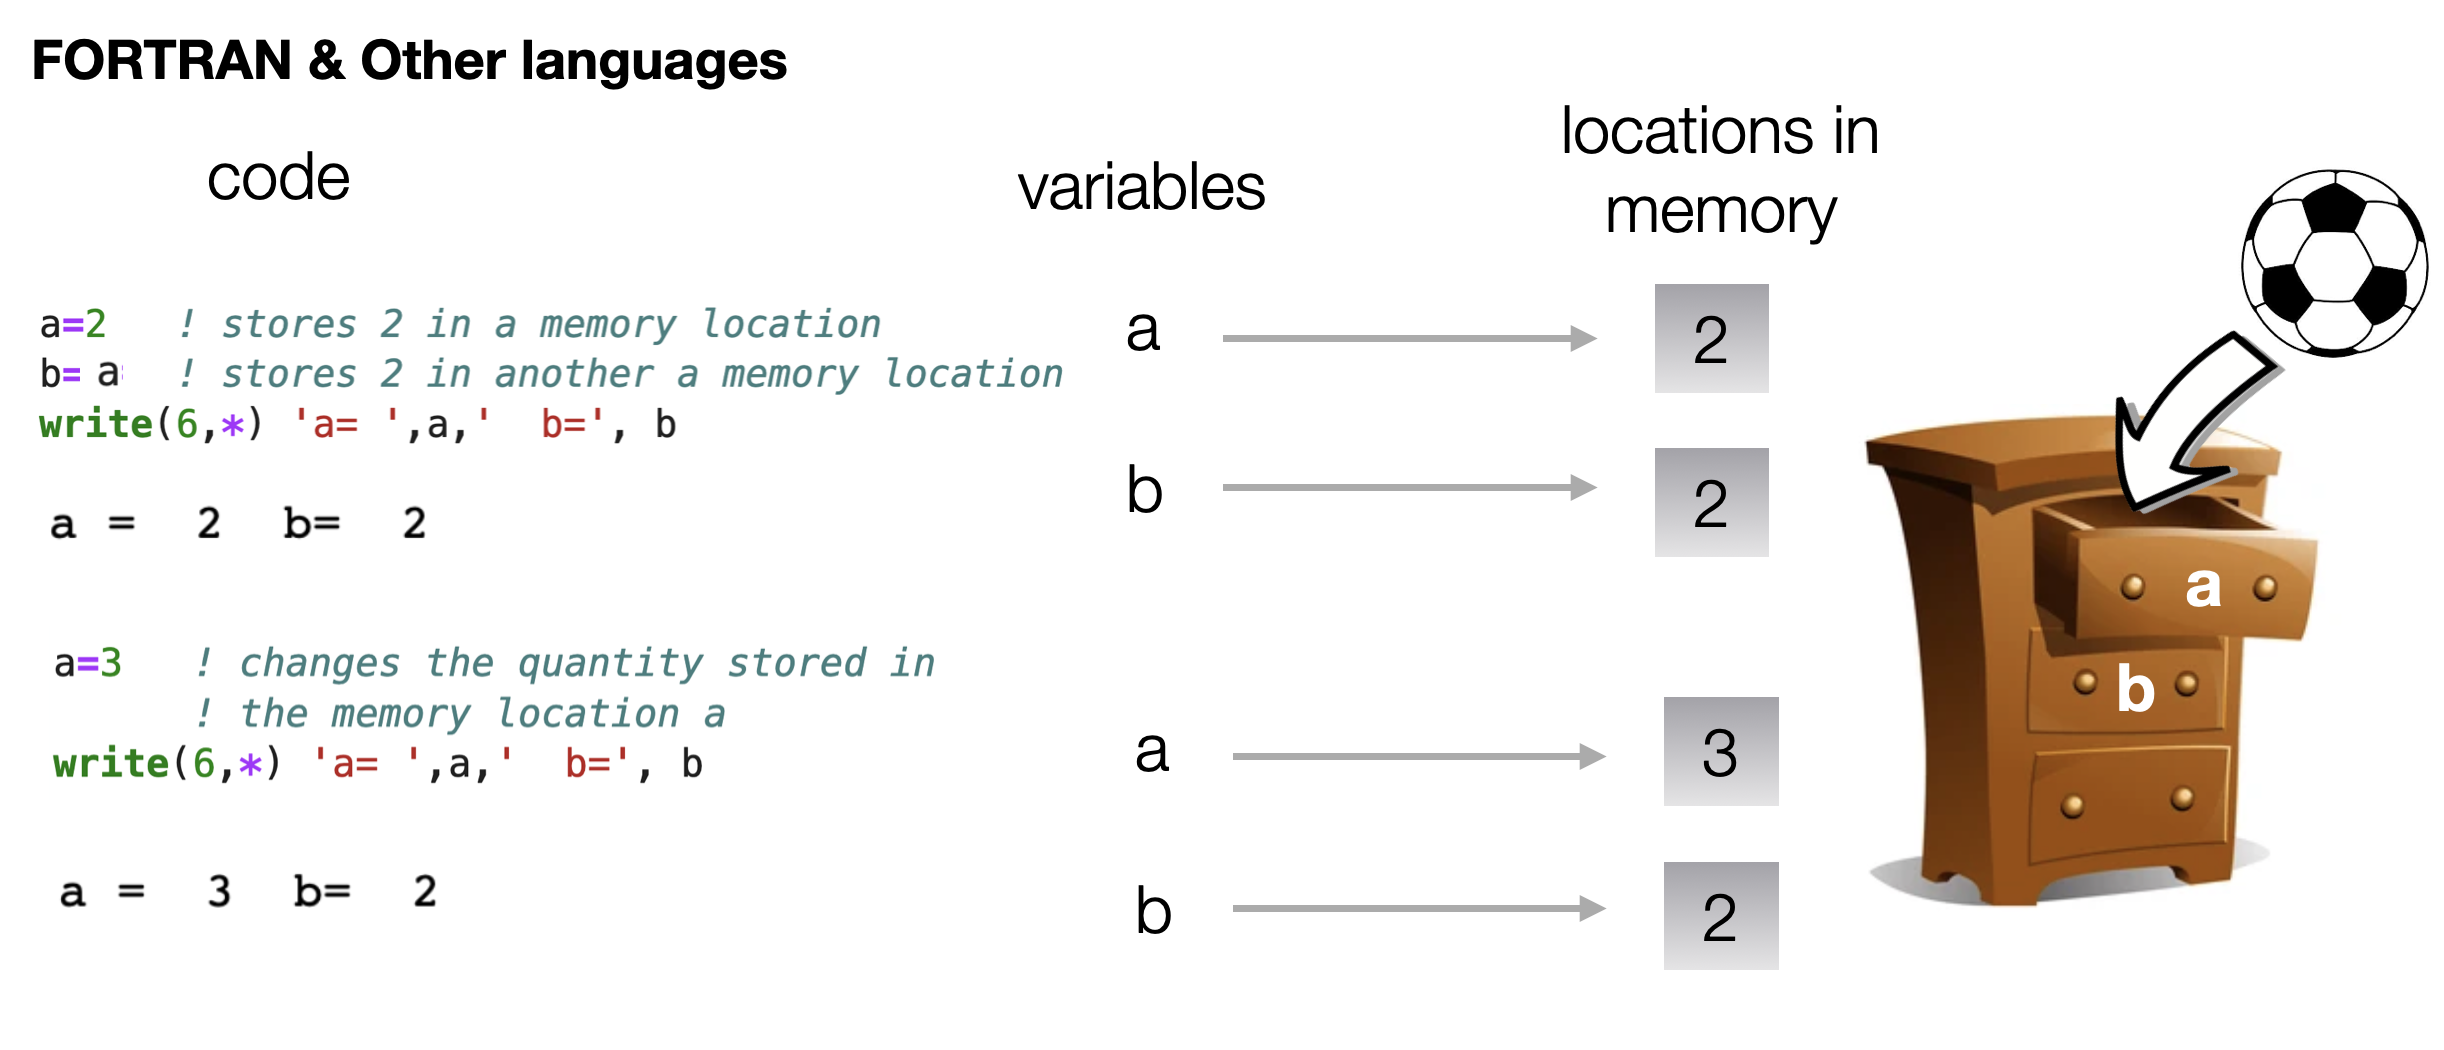 FORTRAN & Other languages
code
variables
locations in
memory
a=2 ! stores 2 in a memory location
b= a ! stores 2 in another a memory location
write(6,*) 'a= ',a,' b=', b
a = 2 b= 2
a
2
b
2
a=3 ! changes the quantity stored in
! the memory location a
write(6,*) 'a= ',a,' b=', b
a = 3 b= 2
a
3
b
2
a
b